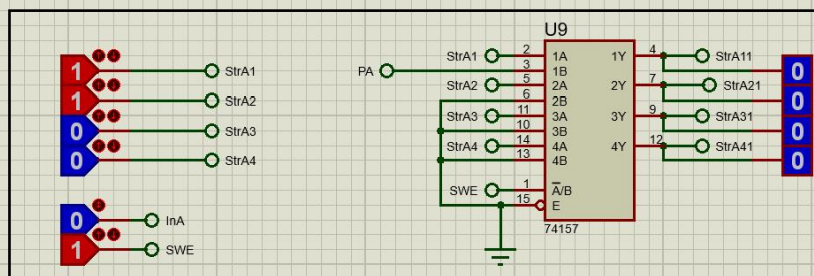 U9
1 StrA1
1 StrA2
0 StrA3
0 StrA4
0 InA
1 SWE
PA
StrA1 2 1A 1Y 4 StrA11
3 1B 0
StrA2 5 2A 2Y 7 StrA21
6 2B 0
StrA3 11 3A 3Y 9 StrA31
10 3B 0
StrA4 14 4A 4Y 12 StrA41
13 4B 0
SWE 1 A̅/B
15 E
74157